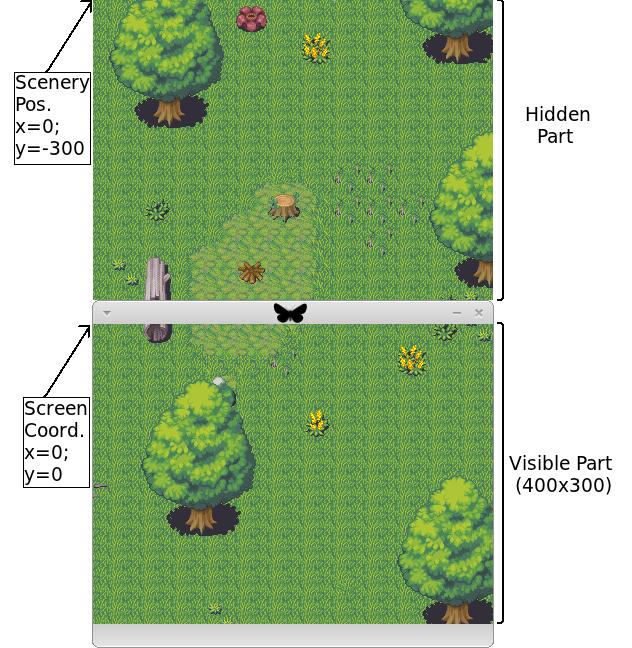 Scenery
Pos.
x=0;
y=-300
Hidden
Part
Screen
Coord.
x=0;
y=0
Visible Part
(400x300)